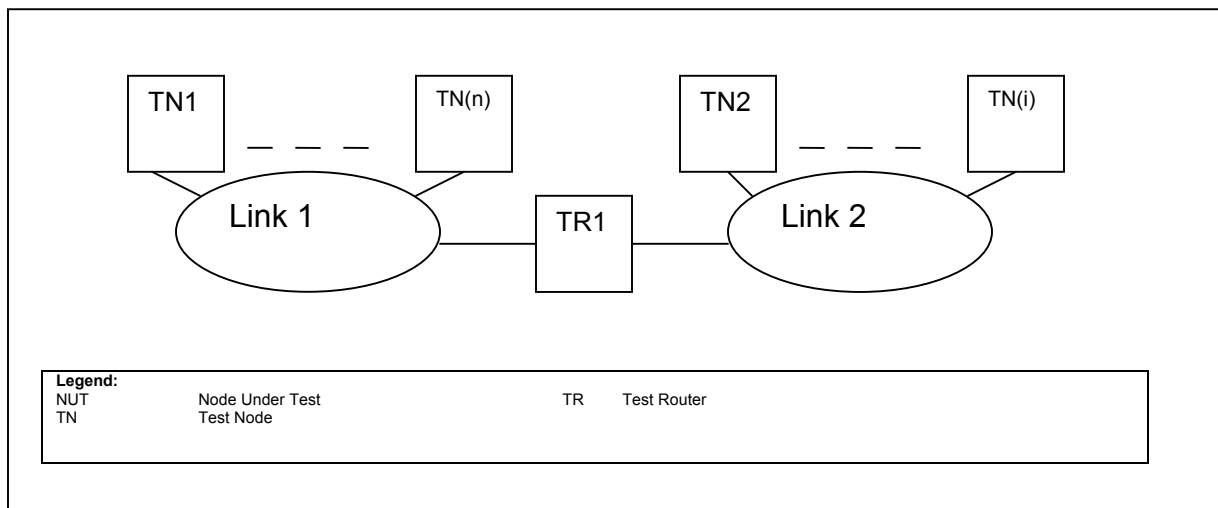 TN1 TN(n) TN2 TN(i)
Link 1 TR1 Link 2
Legend:
NUT Node Under Test TR Test Router
TN Test Node